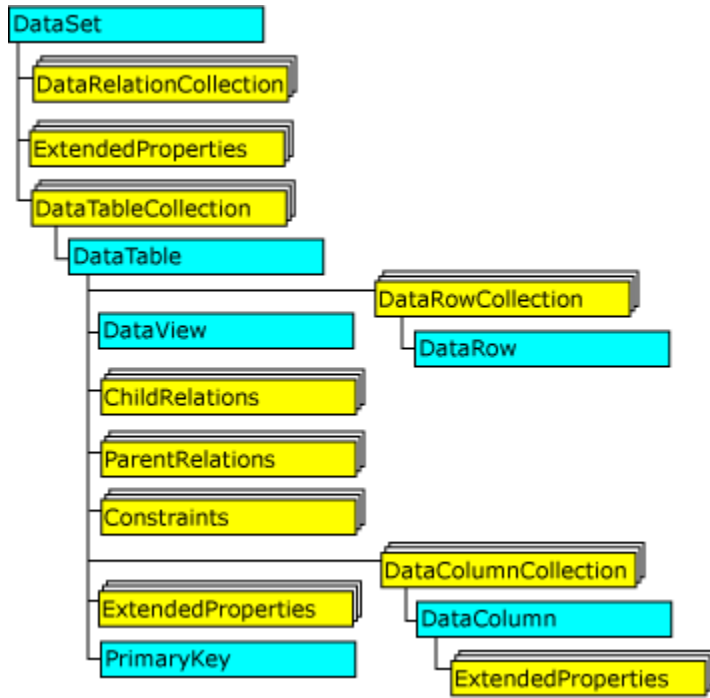 DataSet
DataRelationCollection
ExtendedProperties
DataTableCollection
DataTable
DataRowCollection
DataRow
DataView
ChildRelations
ParentRelations
Constraints
DataColumnCollection
DataColumn
ExtendedProperties
ExtendedProperties
PrimaryKey